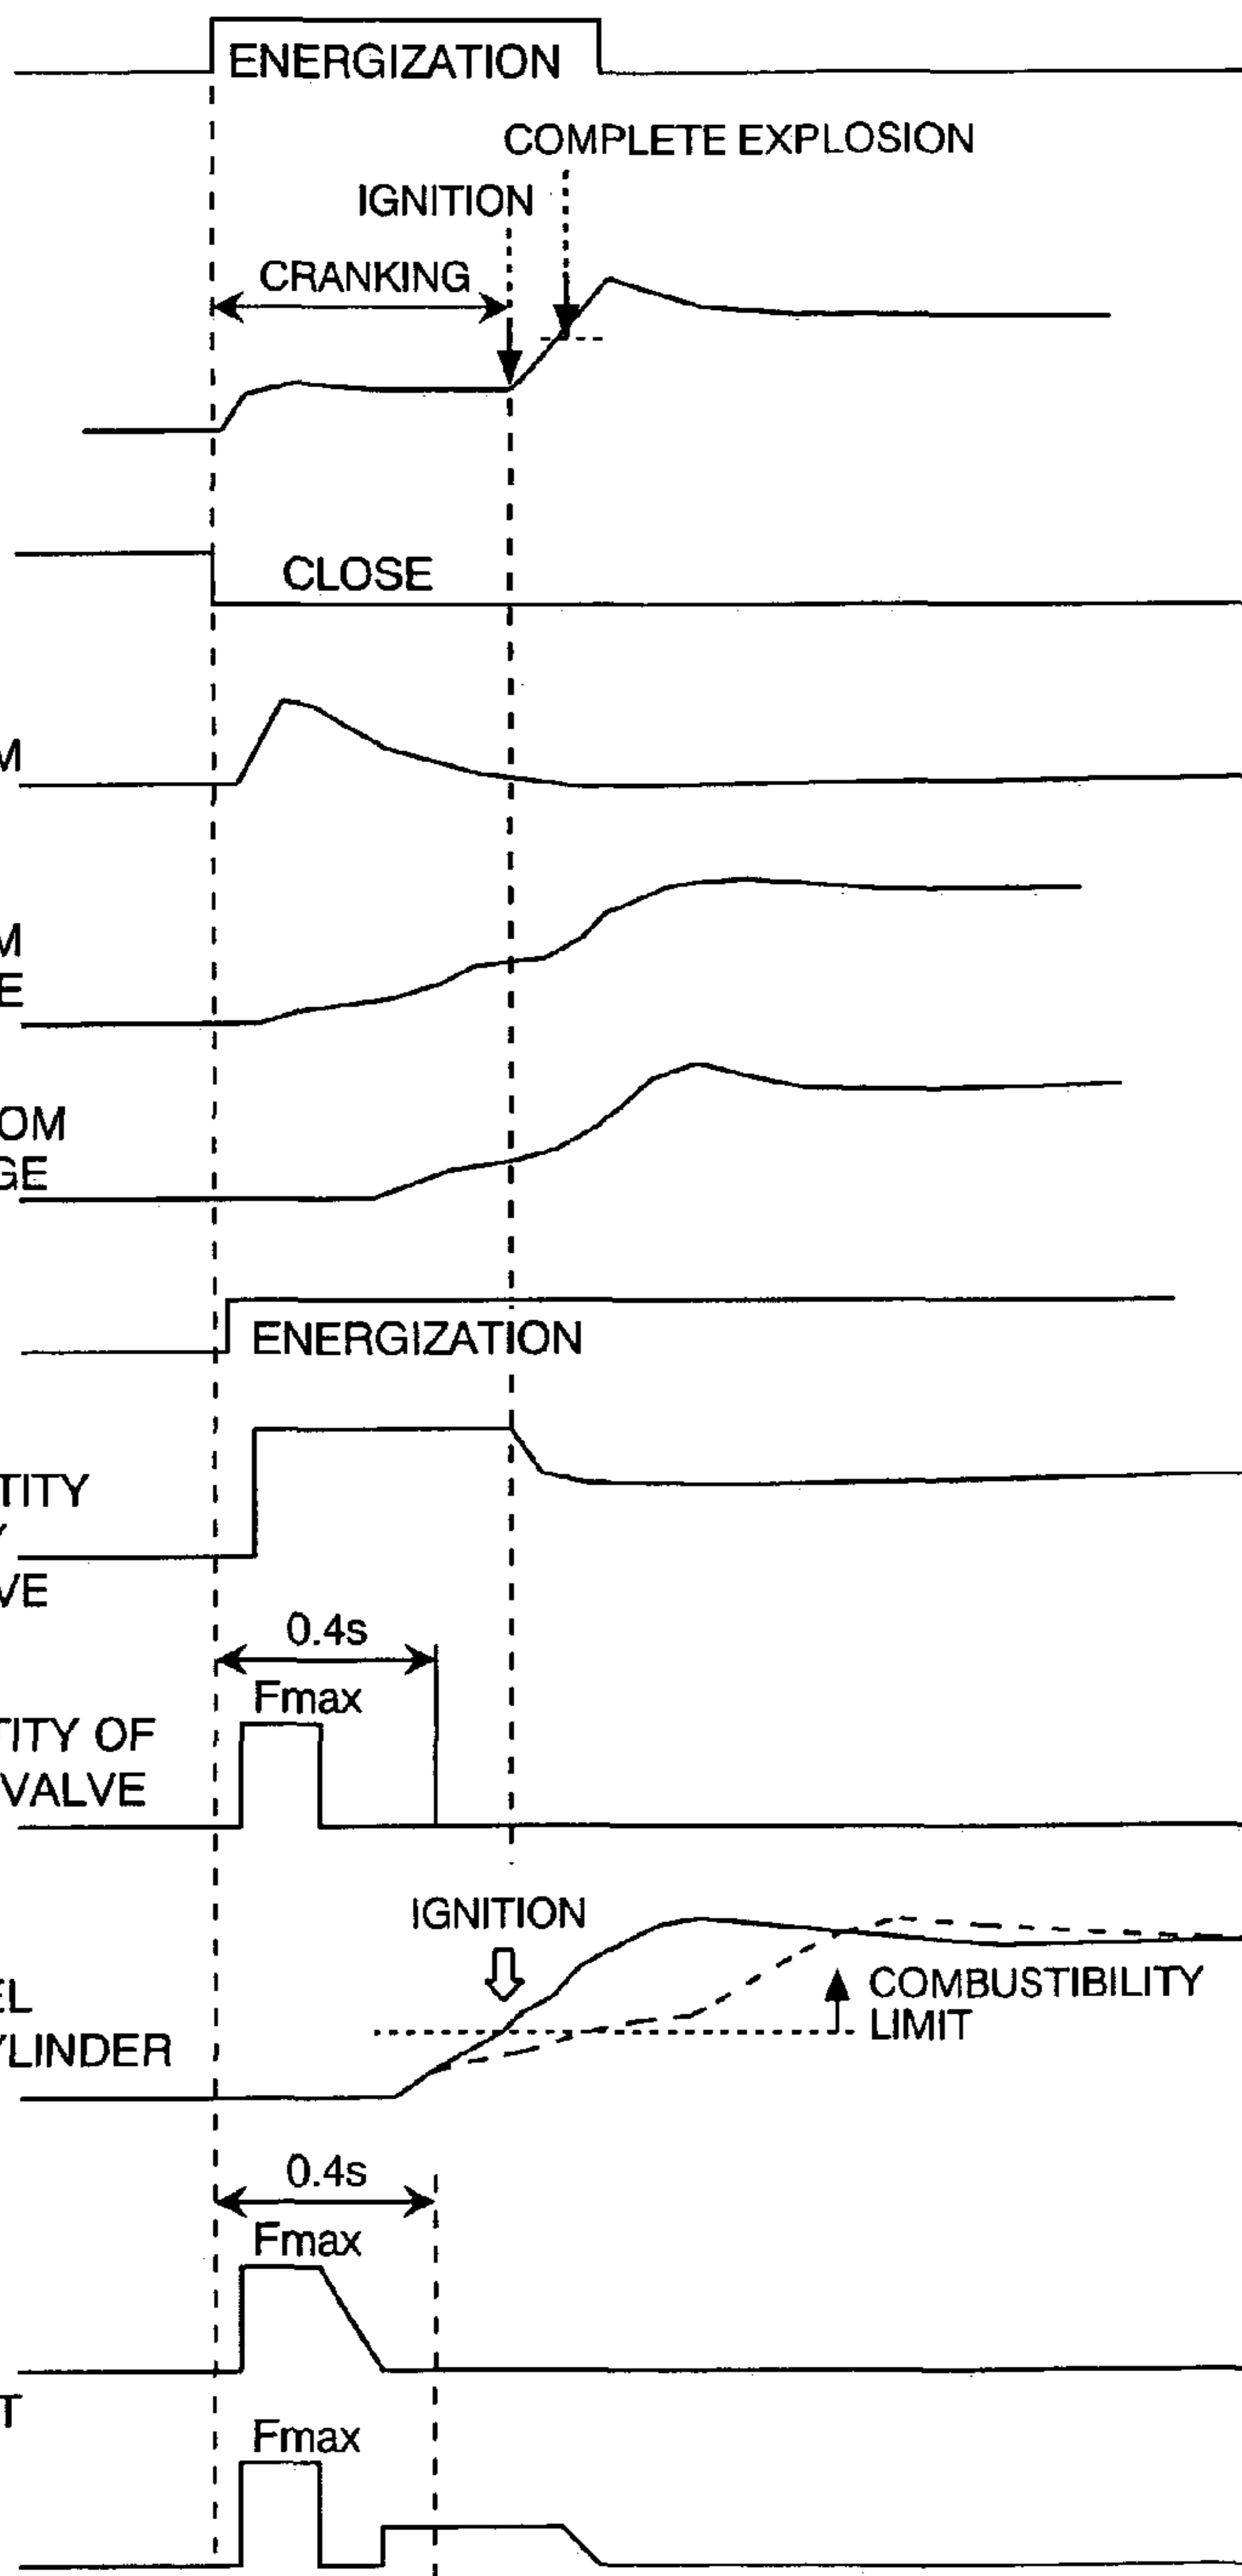 ENERGIZATION
COMPLETE EXPLOSION
IGNITION
CRANKING
CLOSE
M
M
E
OM
GE
ENERGIZATION
TITY
VE
0.4s
Fmax
TITY OF
VALVE
IGNITION
EL
COMBUSTIBILITY
LIMIT
YLINDER
0.4s
Fmax
T
Fmax